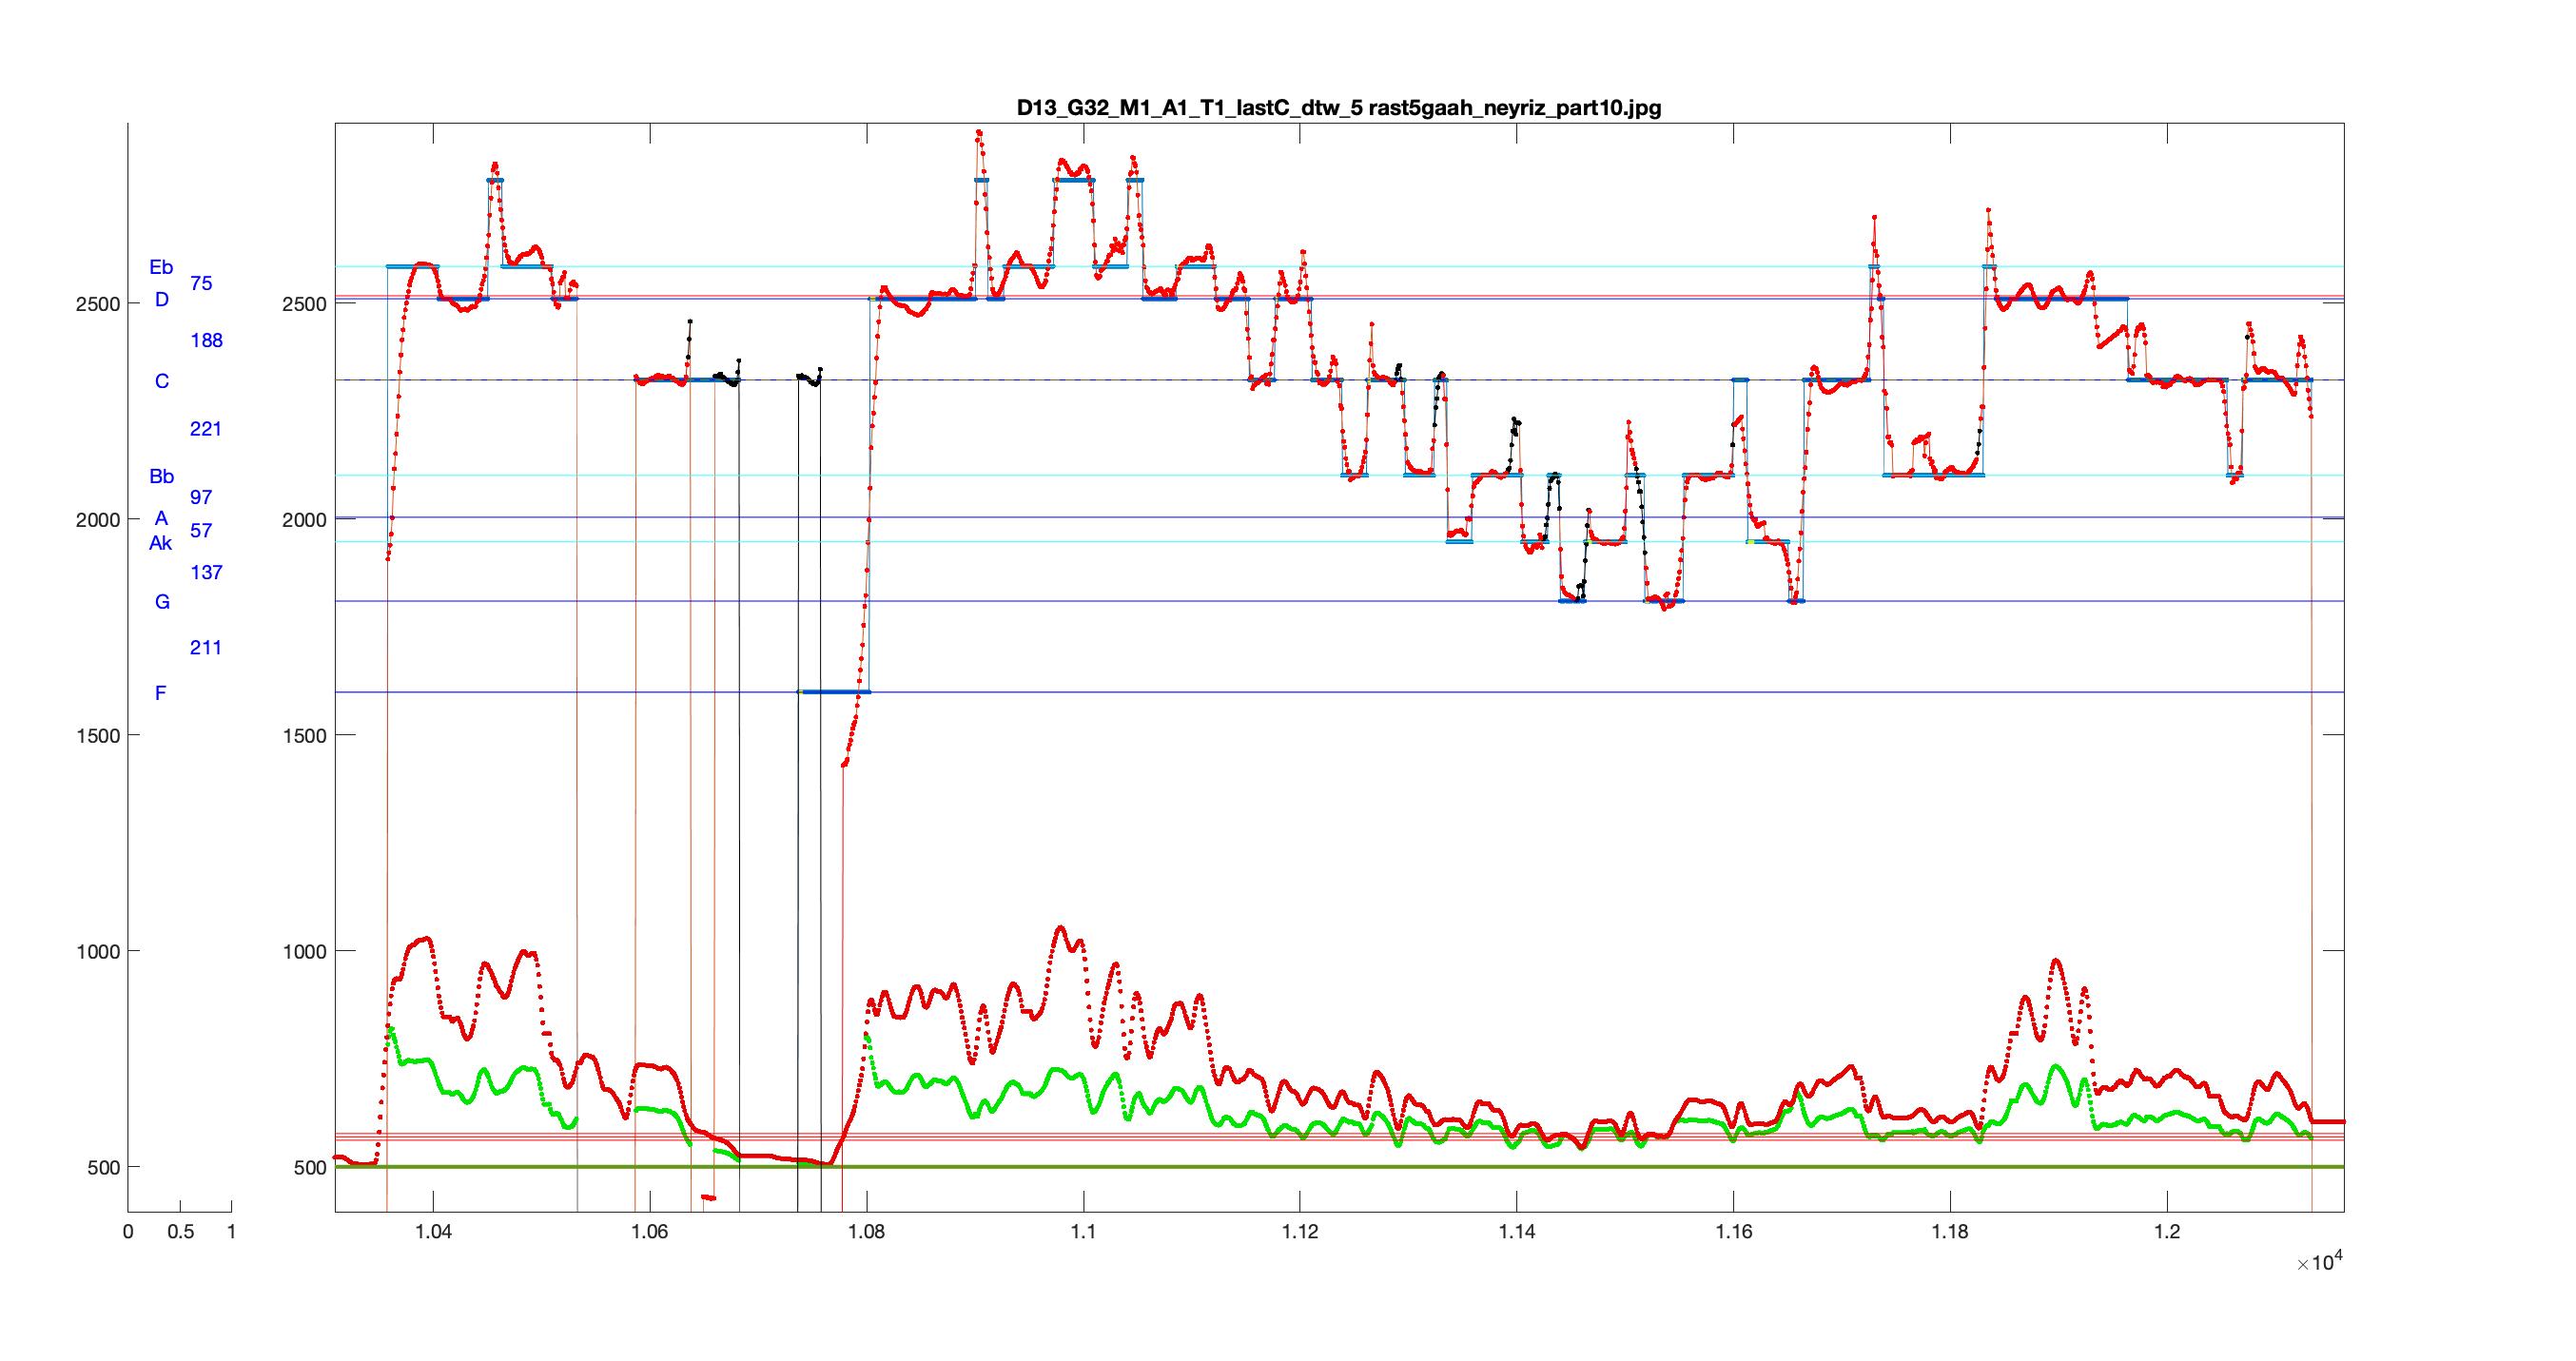 D13_G32_M1_A1_T1_lastC_dtw_5 rast5gaah_neyriz_part10.jpg
Eb
75
2500
D
2500
188
C
221
Bb
97
2000
A
2000
57
Ak
137
G
211
F
1500
1500
1000
1000
500
500
0 0.5 1
1.04 1.06 1.08 1.1 1.12 1.14 1.16 1.18 1.2
×10^4